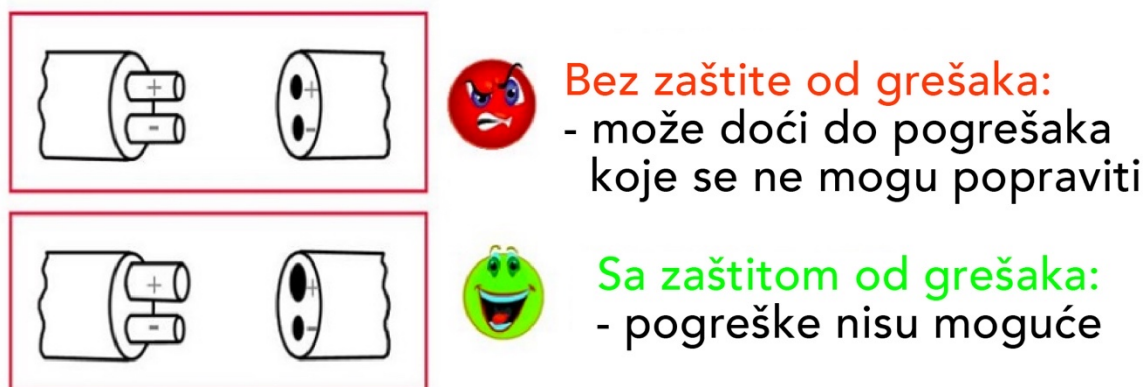 +
-
+
-
Bez zaštite od grešaka:
- može doći do pogrešaka
koje se ne mogu popraviti
+
-
+
-
Sa zaštitom od grešaka:
- pogreške nisu moguće